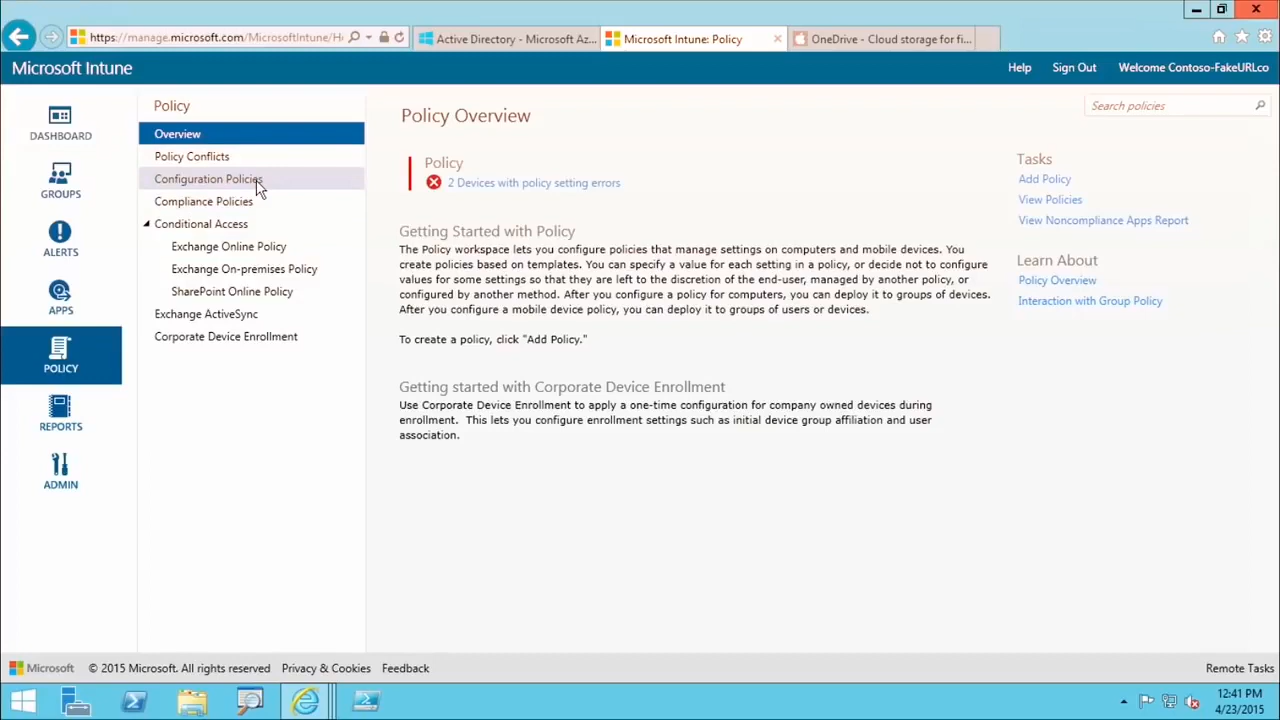 https://manage.microsoft.com/MicrosoftIntune/He
Active Directory - Microsoft Az...
Microsoft Intune: Policy
OneDrive - Cloud storage for fi...
Microsoft Intune
Help
Sign Out
Welcome Contoso-FakeURLco
DASHBOARD
GROUPS
ALERTS
APPS
POLICY
REPORTS
ADMIN
Policy
Overview
Policy Conflicts
Configuration Policies
Compliance Policies
Conditional Access
Exchange Online Policy
Exchange On-premises Policy
SharePoint Online Policy
Exchange ActiveSync
Corporate Device Enrollment
Policy Overview
Search policies
Policy
2 Devices with policy setting errors
Getting Started with Policy
The Policy workspace lets you configure policies that manage settings on computers and mobile devices. You
create policies based on templates. You can specify a value for each setting in a policy, or decide not to configure
values for some settings so that they are left to the discretion of the end-user, managed by another policy, or
configured by another method. After you configure a policy for computers, you can deploy it to groups of devices.
After you configure a mobile device policy, you can deploy it to groups of users or devices.
To create a policy, click "Add Policy."
Getting started with Corporate Device Enrollment
Use Corporate Device Enrollment to apply a one-time configuration for company owned devices during
enrollment. This lets you configure enrollment settings such as initial device group affiliation and user
association.
Tasks
Add Policy
View Policies
View Noncompliance Apps Report
Learn About
Policy Overview
Interaction with Group Policy
Microsoft
© 2015 Microsoft. All rights reserved
Privacy & Cookies
Feedback
Remote Tasks
12:41 PM
4/23/2015